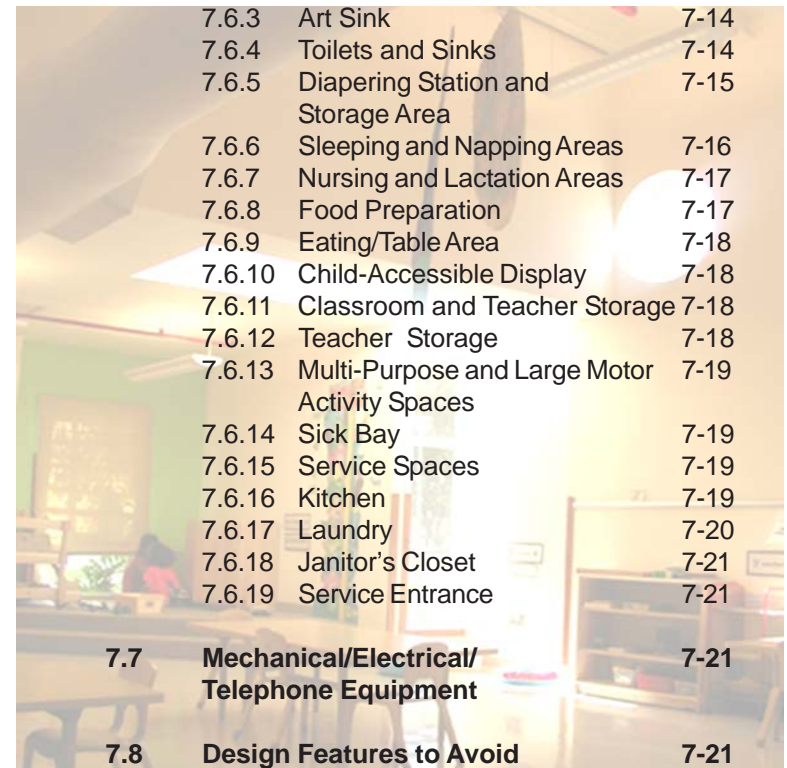 7.6.3 Art Sink 7-14
7.6.4 Toilets and Sinks 7-14
7.6.5 Diapering Station and 7-15
Storage Area
7.6.6 Sleeping and Napping Areas 7-16
7.6.7 Nursing and Lactation Areas 7-17
7.6.8 Food Preparation 7-17
7.6.9 Eating/Table Area 7-18
7.6.10 Child-Accessible Display 7-18
7.6.11 Classroom and Teacher Storage 7-18
7.6.12 Teacher Storage 7-18
7.6.13 Multi-Purpose and Large Motor 7-19
Activity Spaces
7.6.14 Sick Bay 7-19
7.6.15 Service Spaces 7-19
7.6.16 Kitchen 7-19
7.6.17 Laundry 7-20
7.6.18 Janitor's Closet 7-21
7.6.19 Service Entrance 7-21
7.7 Mechanical/Electrical/ 7-21
Telephone Equipment
7.8 Design Features to Avoid 7-21